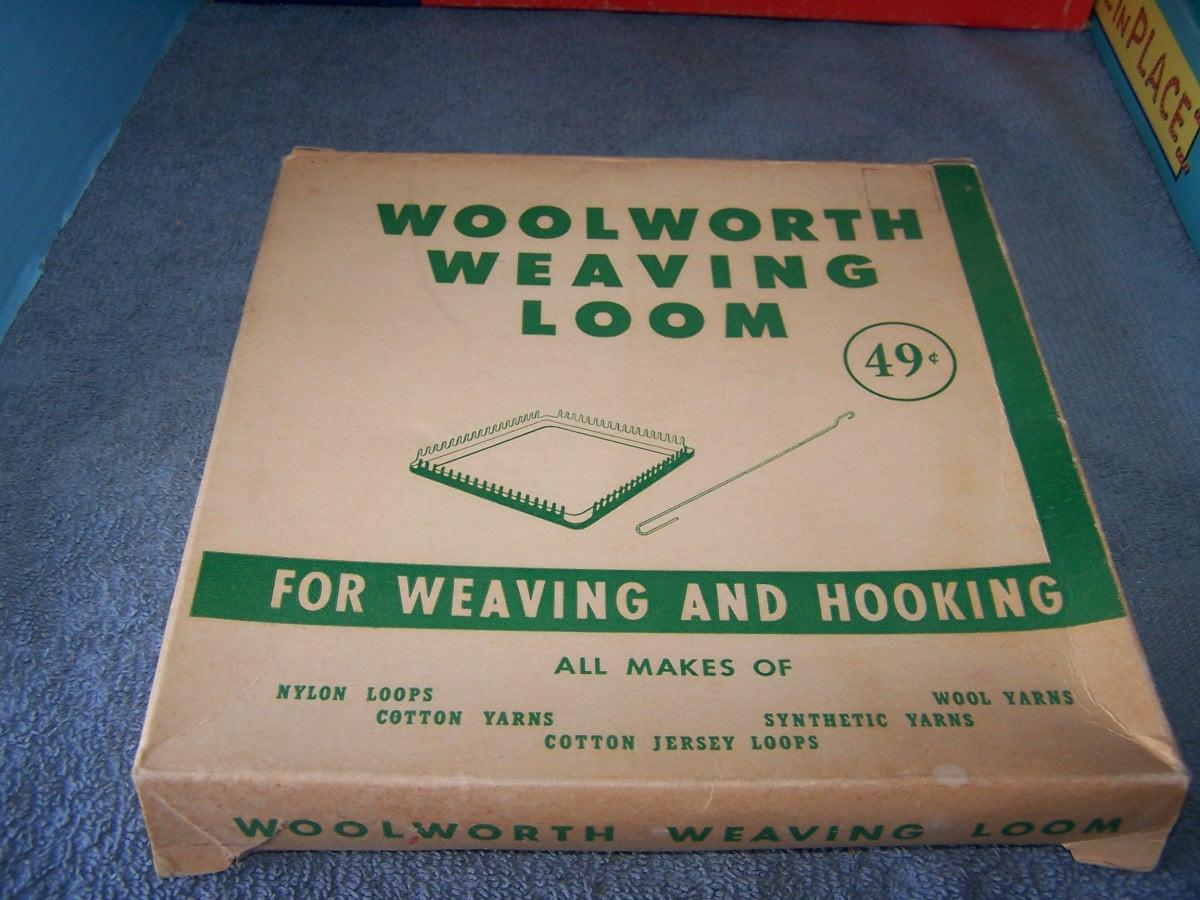 IN PLACE"
WOOLWORTH
WEAVING
LOOM
49¢
FOR WEAVING AND HOOKING
ALL MAKES OF
NYLON LOOPS
WOOL YARNS
COTTON YARNS
SYNTHETIC YARNS
COTTON JERSEY LOOPS
WOOLWORTH WEAVING LOOM